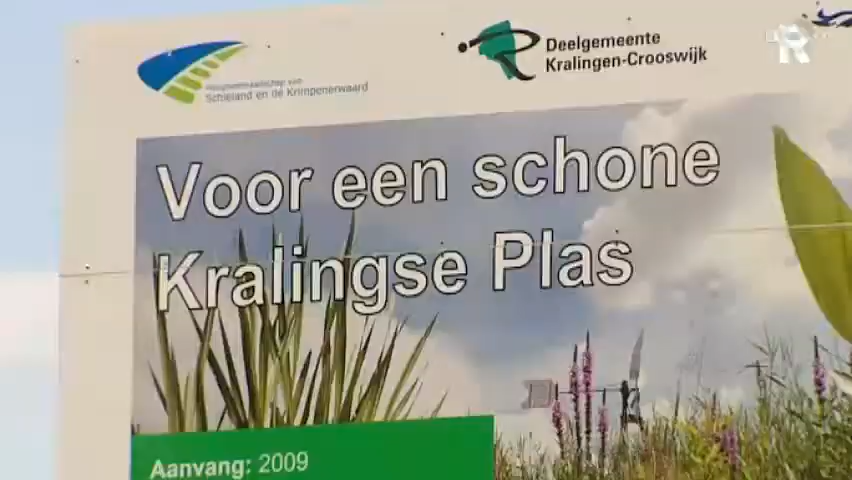 Hoogheemraadschap van
Schieland en de Krimpenerwaard
Deelgemeente
Kralingen-Crooswijk
Voor een schone
Kralingse Plas
Aanvang: 2009